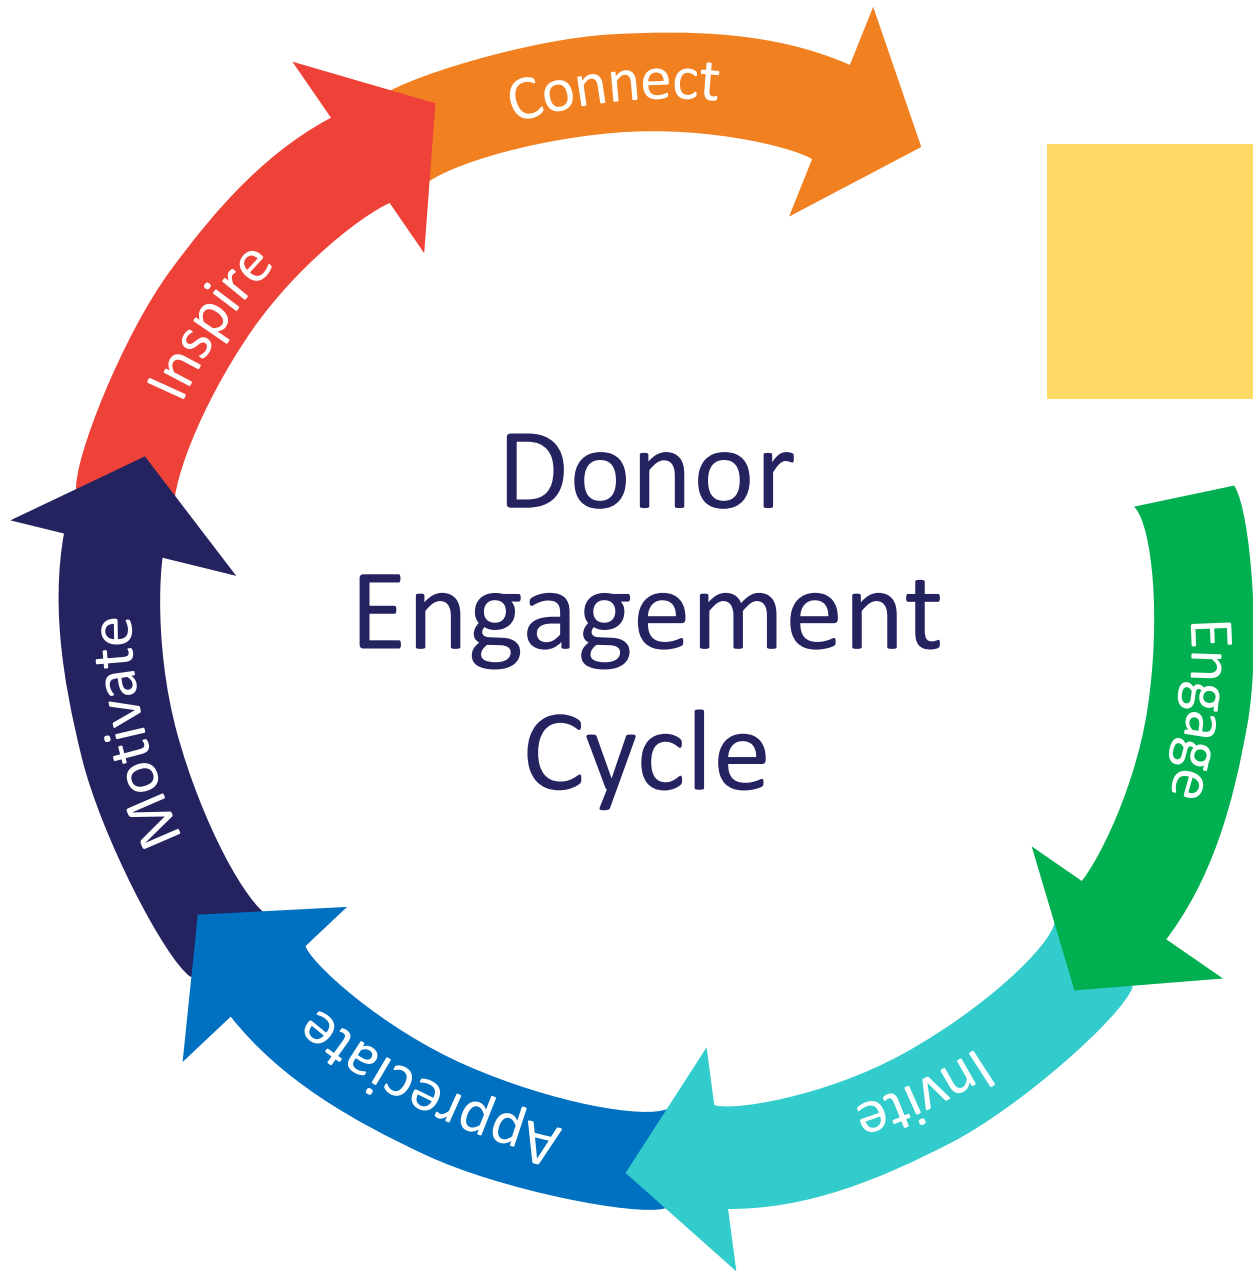 Connect
Inspire
Donor
Engagement
Cycle
Engage
Motivate
Appreciate
Invite